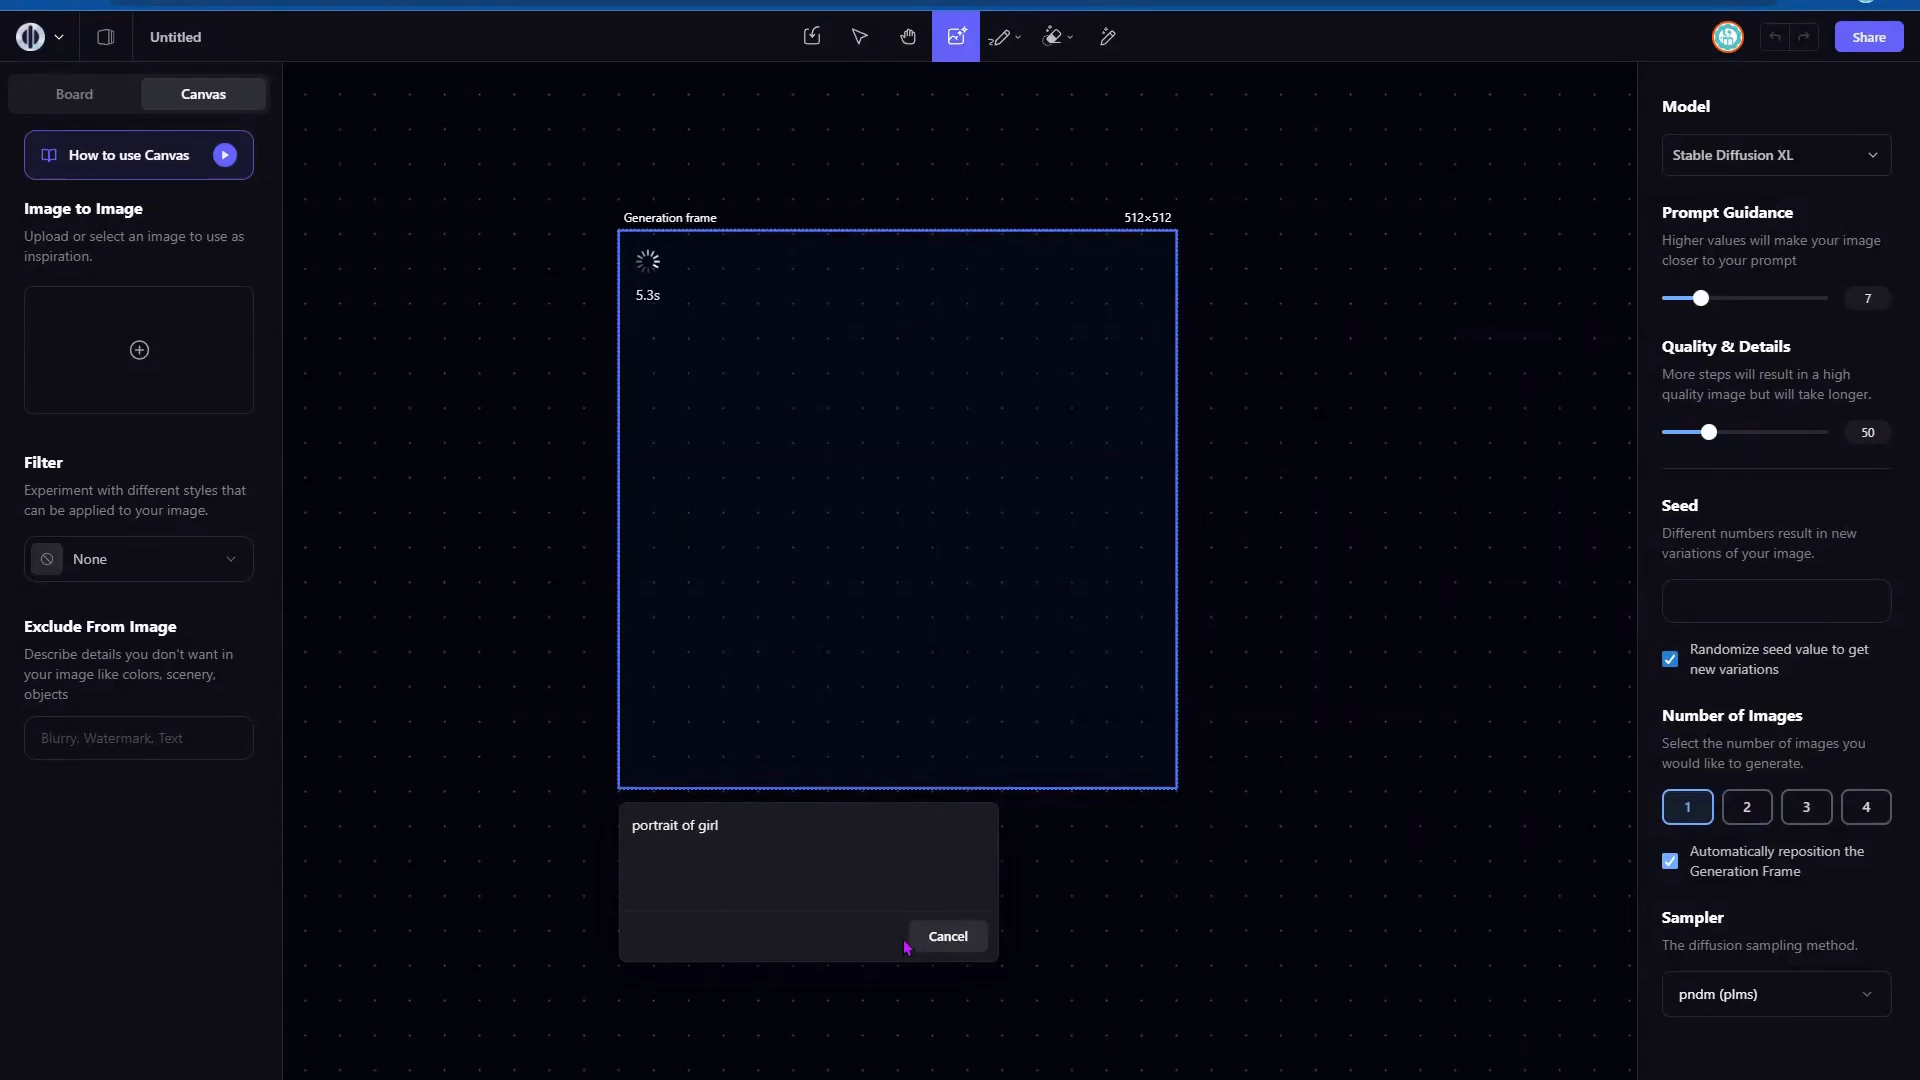 Untitled
Share
Board
Canvas
How to use Canvas
Image to Image
Upload or select an image to use as
inspiration.
Filter
Experiment with different styles that
can be applied to your image.
None
Exclude From Image
Describe details you don't want in
your image like colors, scenery,
objects
Blurry, Watermark, Text
Generation frame
512×512
5.3s
portrait of girl
Cancel
Model
Stable Diffusion XL
Prompt Guidance
Higher values will make your image
closer to your prompt
7
Quality & Details
More steps will result in a high
quality image but will take longer.
50
Seed
Different numbers result in new
variations of your image.
Randomize seed value to get
new variations
Number of Images
Select the number of images you
would like to generate.
1 2 3 4
Automatically reposition the
Generation Frame
Sampler
The diffusion sampling method.
pndm (plms)